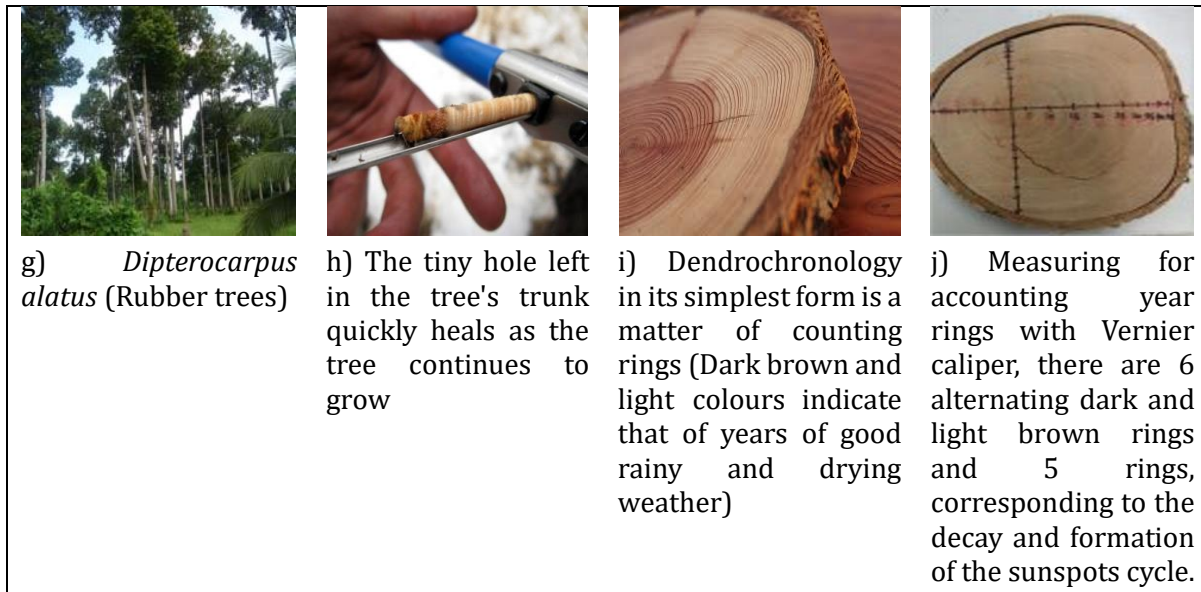 g) Dipterocarpus
alatus (Rubber trees)
h) The tiny hole left
in the tree's trunk
quickly heals as the
tree continues to
grow
i) Dendrochronology
in its simplest form is a
matter of counting
rings (Dark brown and
light colours indicate
that of years of good
rainy and drying
weather)
j) Measuring for
accounting year
rings with Vernier
caliper, there are 6
alternating dark and
light brown rings
and 5 rings,
corresponding to the
decay and formation
of the sunspots cycle.